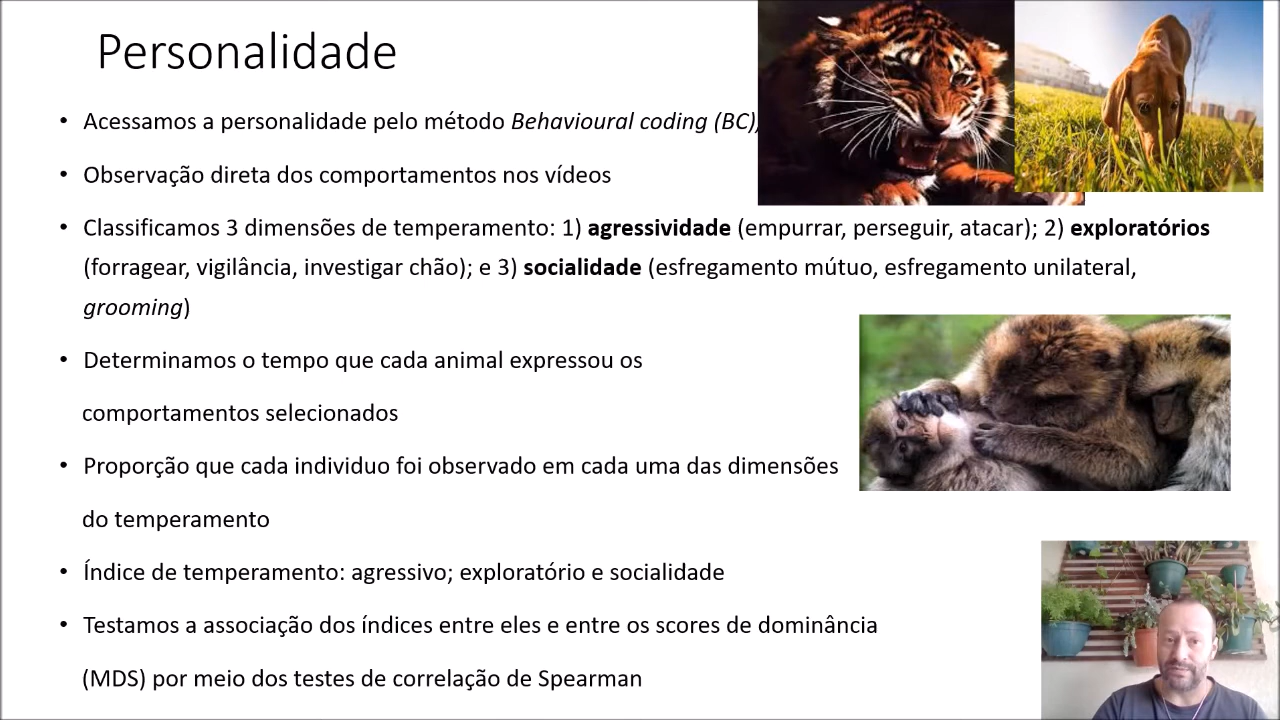 Personalidade
• Acessamos a personalidade pelo método Behavioural coding (BC),
• Observação direta dos comportamentos nos vídeos
• Classificamos 3 dimensões de temperamento: 1) agressividade (empurrar, perseguir, atacar); 2) exploratórios
(forragear, vigilância, investigar chão); e 3) socialidade (esfregamento mútuo, esfregamento unilateral,
grooming)
• Determinamos o tempo que cada animal expressou os
comportamentos selecionados
• Proporção que cada individuo foi observado em cada uma das dimensões
do temperamento
• Índice de temperamento: agressivo; exploratório e socialidade
• Testamos a associação dos índices entre eles e entre os scores de dominância
(MDS) por meio dos testes de correlação de Spearman